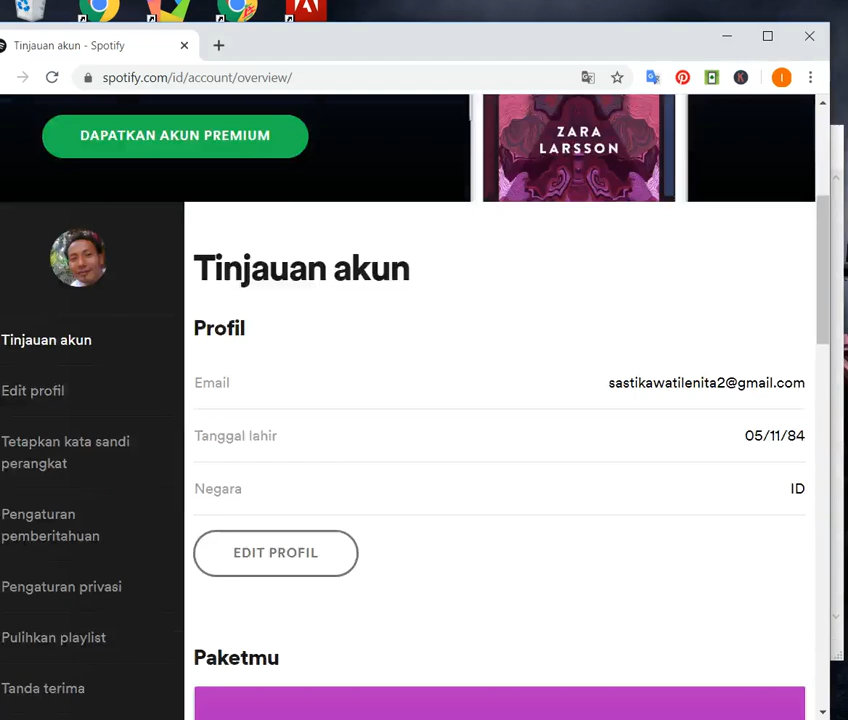 Tinjauan akun - Spotify
spotify.com/id/account/overview/
K
I
DAPATKAN AKUN PREMIUM
ZARA
LARSSON
Tinjauan akun
Edit profil
Tetapkan kata sandi
perangkat
Pengaturan
pemberitahuan
Pengaturan privasi
Pulihkan playlist
Tanda terima
Tinjauan akun
Profil
Email sastikawatilenita2@gmail.com
Tanggal lahir 05/11/84
Negara ID
EDIT PROFIL
Paketmu